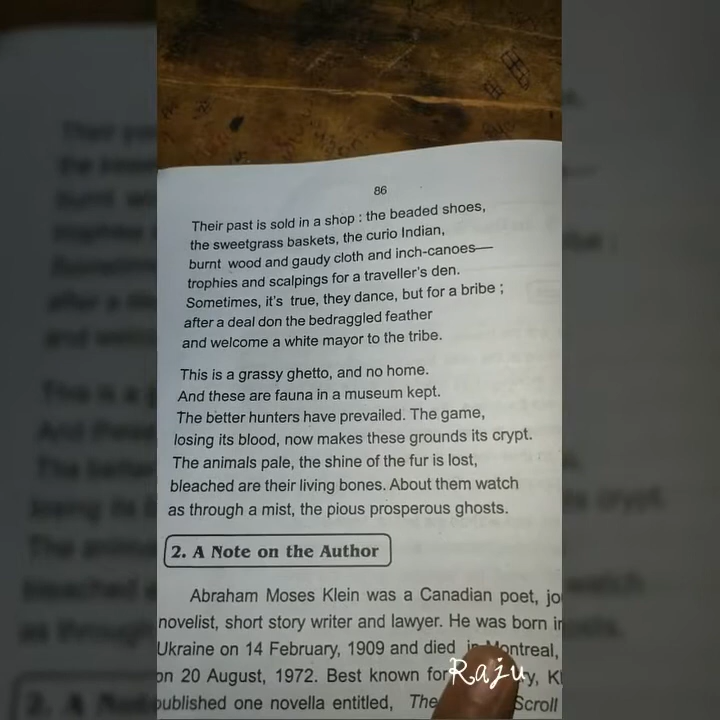 86
Their past is sold in a shop : the beaded shoes,
the sweetgrass baskets, the curio Indian,
burnt wood and gaudy cloth and inch-canoes—
trophies and scalpings for a traveller's den.
Sometimes, it's true, they dance, but for a bribe ;
after a deal don the bedraggled feather
and welcome a white mayor to the tribe.
This is a grassy ghetto, and no home.
And these are fauna in a museum kept.
The better hunters have prevailed. The game,
losing its blood, now makes these grounds its crypt.
The animals pale, the shine of the fur is lost,
bleached are their living bones. About them watch
as through a mist, the pious prosperous ghosts.
2. A Note on the Author
Abraham Moses Klein was a Canadian poet, jo
novelist, short story writer and lawyer. He was born in
Ukraine on 14 February, 1909 and died in Montreal,
on 20 August, 1972. Best known for
published one novella entitled, The Scroll
Raju